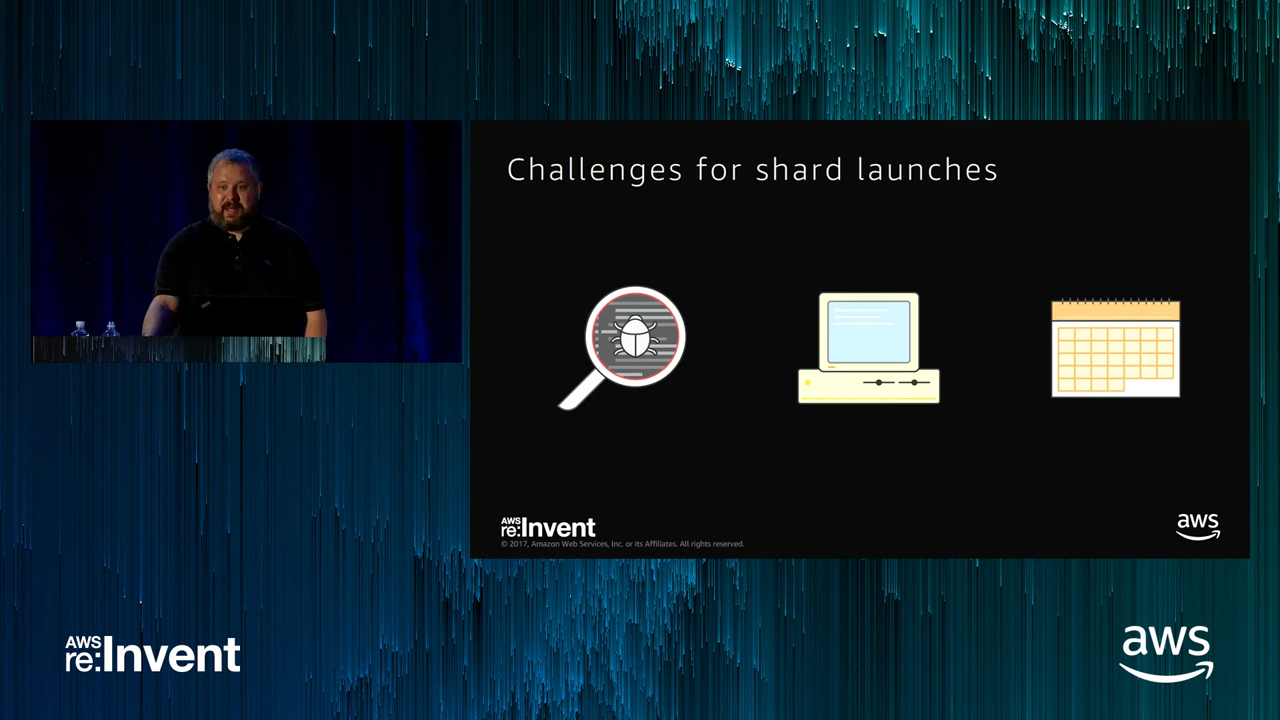 Challenges for shard launches
AWS
re:Invent
© 2017, Amazon Web Services, Inc. or its Affiliates. All rights reserved.
aws
AWS
re:Invent
aws